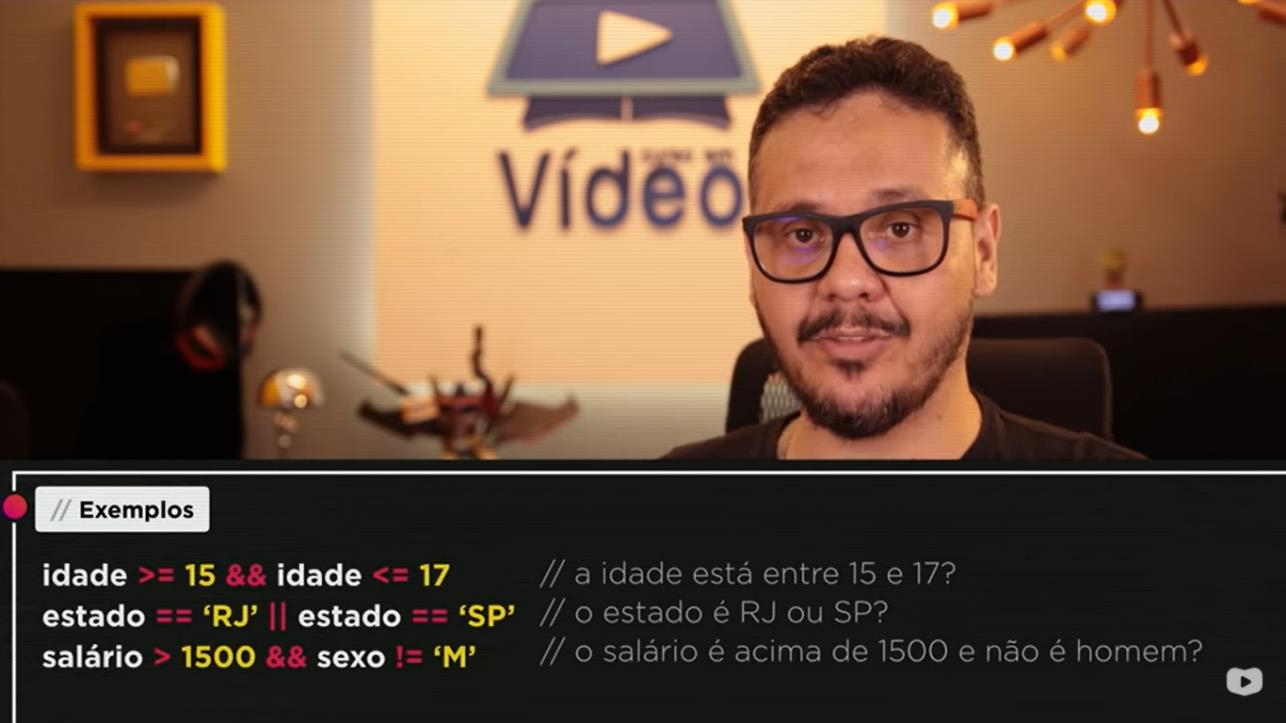 Vídeo
// Exemplos
idade >= 15 && idade <= 17 // a idade está entre 15 e 17?
estado == ‘RJ’ || estado == ‘SP’ // o estado é RJ ou SP?
salário > 1500 && sexo != ‘M’ // o salário é acima de 1500 e não é homem?